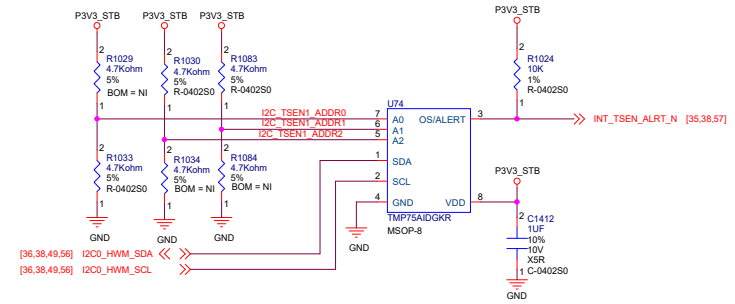 P3V3_STB P3V3_STB P3V3_STB P3V3_STB
2 2 2 2
R1029 R1030 R1083 R1024
4.7Kohm 4.7Kohm 4.7Kohm 10K
5% 5% 5% 1%
BOM = NI R-0402S0 R-0402S0 R-0402S0
1 1 1 1
U74
I2C_TSEN1_ADDR0 7 A0 OS/ALERT 3 INT_TSEN_ALRT_N [35,38,57]
I2C_TSEN1_ADDR1 6 A1
I2C_TSEN1_ADDR2 5 A2
2 2 2
R1033 R1034 R1084 1 SDA
4.7Kohm 4.7Kohm 4.7Kohm
5% 5% 5% 2 SCL P3V3_STB
R-0402S0 BOM = NI BOM = NI
1 1 1 4 GND VDD 8
TMP75AIDGKR
MSOP-8
GND GND GND GND
2 C1412
1UF
10%
10V
X5R
1 C-0402S0
[36,38,49,56] I2C0_HWM_SDA
[36,38,49,56] I2C0_HWM_SCL
GND